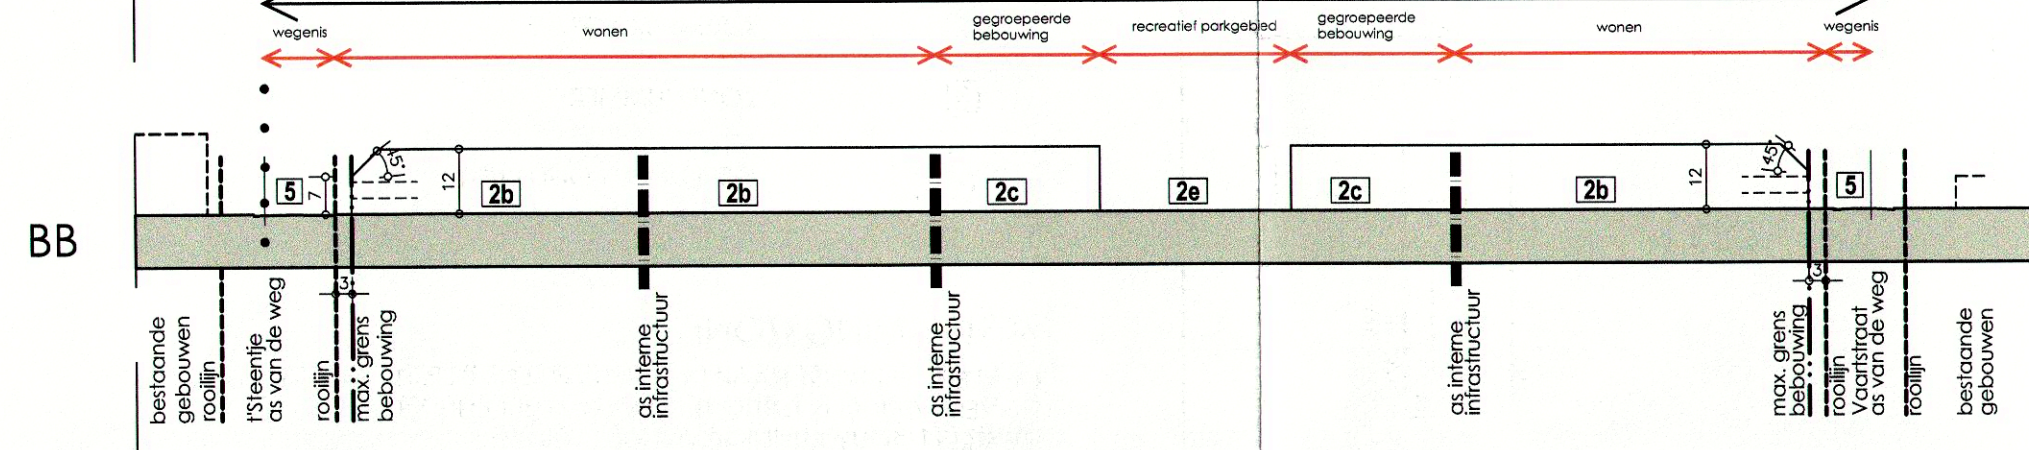 wegenis
wonen
gegroepeerde
bebouwing
recreatief parkgebied
gegroepeerde
bebouwing
wonen
wegenis
45°
45°
5
7
12
2b
2b
2c
2e
2c
2b
12
5
BB
3
3
bestaande
gebouwen
rooilijn
t'Steentje
as van de weg
rooilijn
max. grens
bebouwing
as interne
infrastructuur
as interne
infrastructuur
as interne
infrastructuur
max. grens
bebouwing
rooilijn
Vaartstraat
as van de weg
rooilijn
bestaande
gebouwen